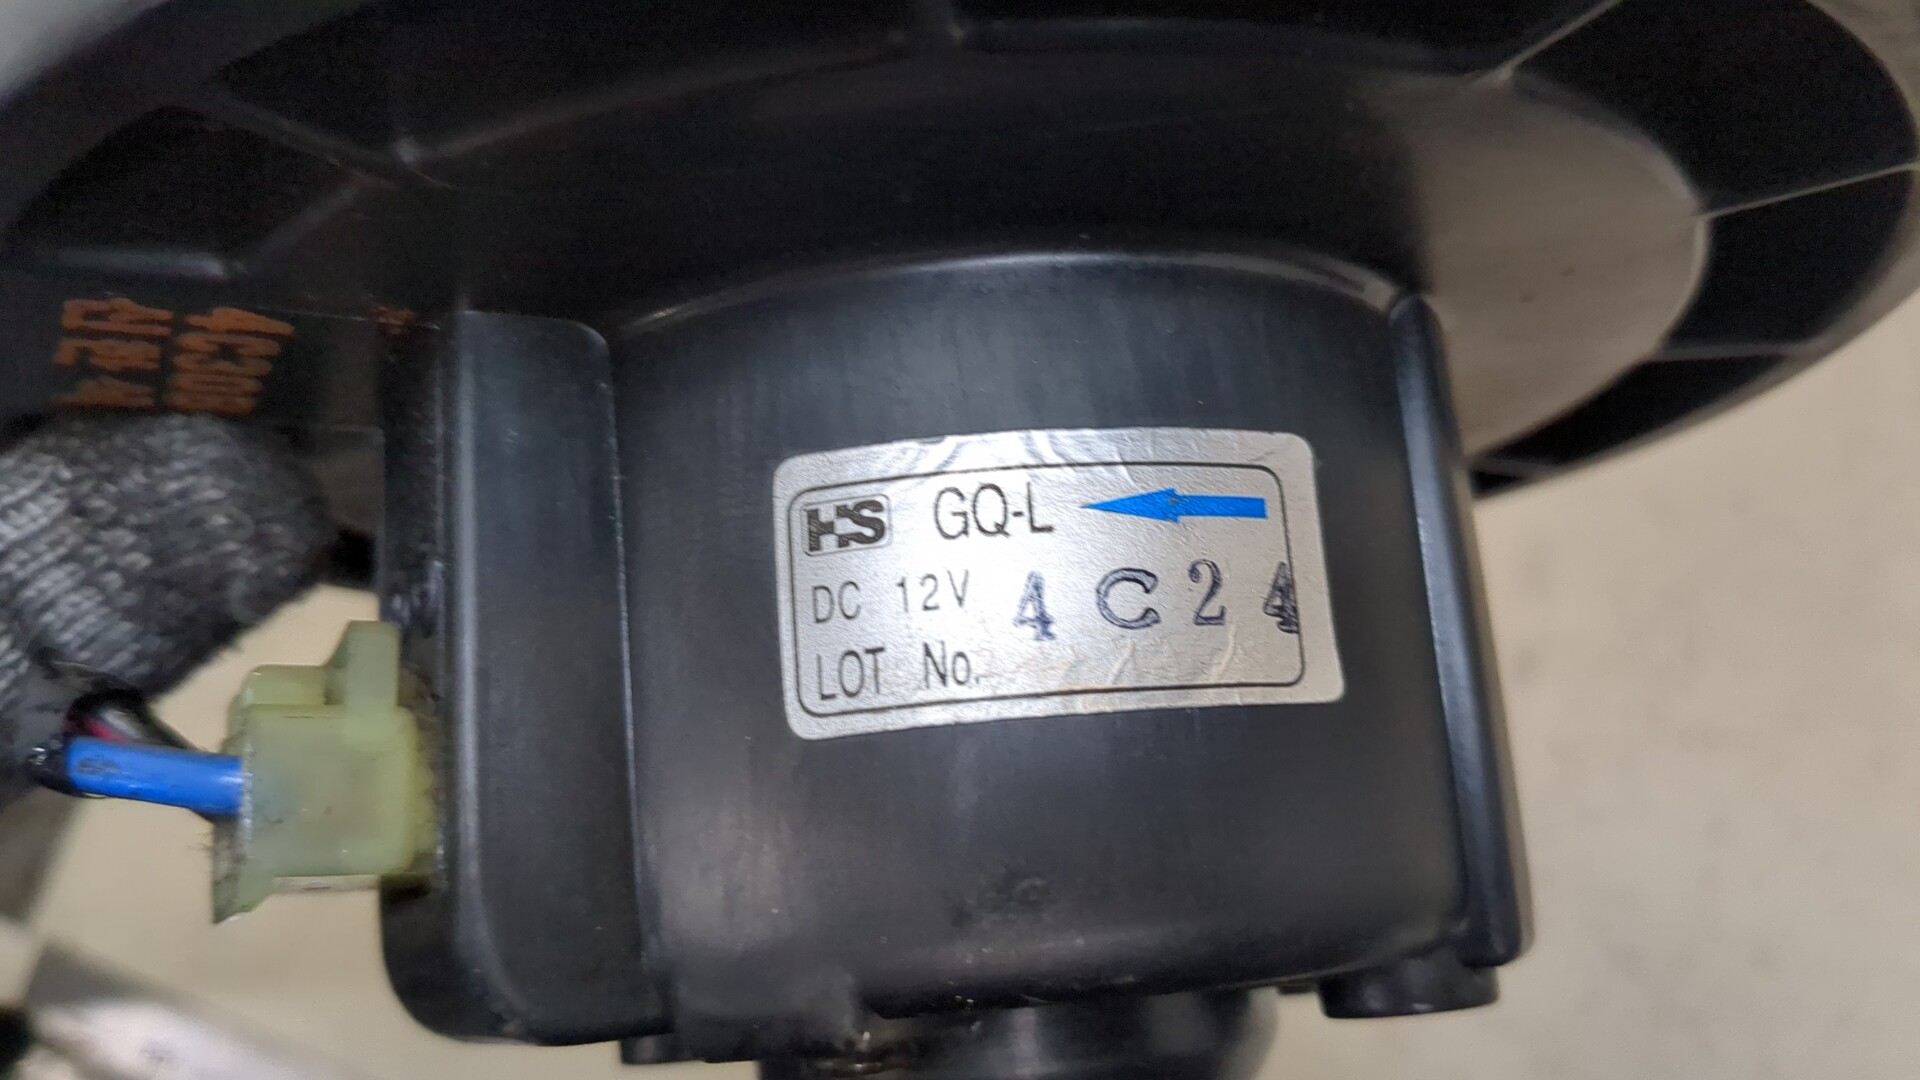 HS GQ-L
DC 12V 4C24
LOT No.